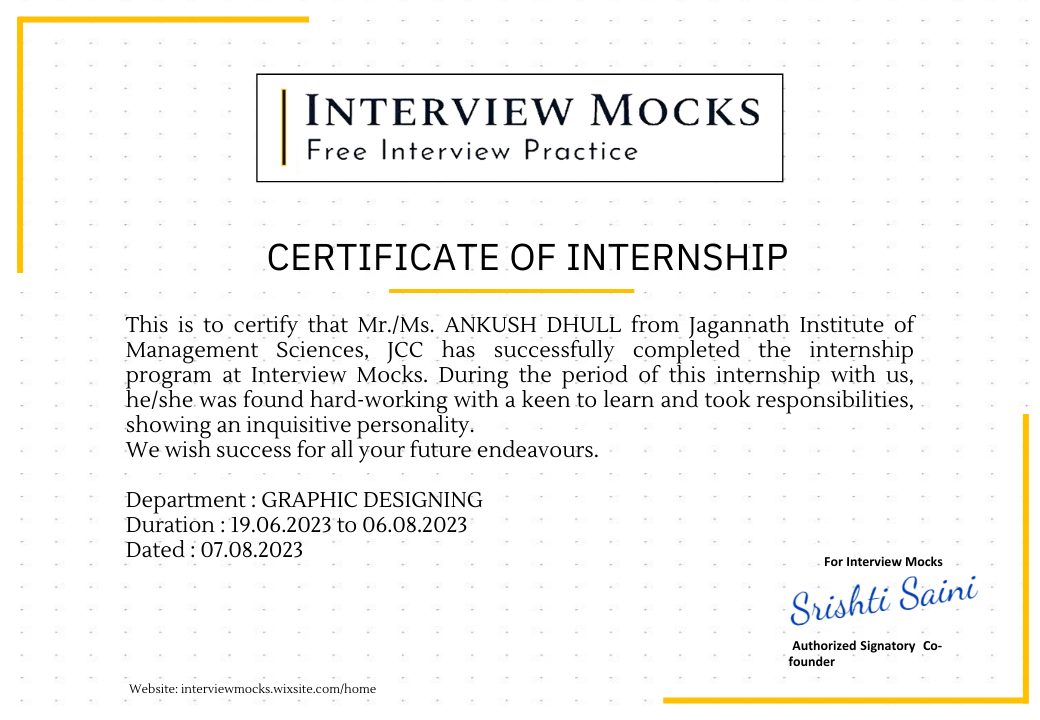 INTERVIEW MOCKS
Free Interview Practice
CERTIFICATE OF INTERNSHIP
This is to certify that Mr./Ms. ANKUSH DHULL from Jagannath Institute of
Management Sciences, JCC has successfully completed the internship
program at Interview Mocks. During the period of this internship with us,
he/she was found hard-working with a keen to learn and took responsibilities,
showing an inquisitive personality.
We wish success for all your future endeavours.
Department : GRAPHIC DESIGNING
Duration : 19.06.2023 to 06.08.2023
Dated : 07.08.2023
For Interview Mocks
Srishti Saini
Authorized Signatory Co-
founder
Website: interviewmocks.wixsite.com/home